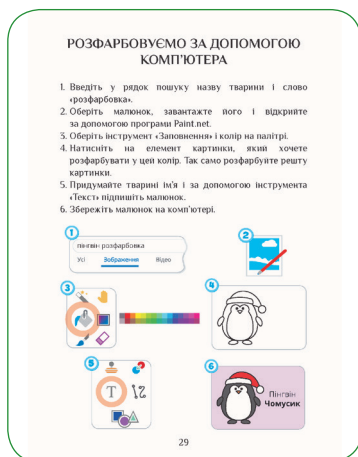 РОЗФАРБОВУЄМО ЗА ДОПОМОГОЮ
КОМП'ЮТЕРА
1. Введіть у рядок пошуку назву тварини і слово
«розфарбовка».
2. Оберіть малюнок, завантажте його і відкрийте
за допомогою програми Paint.net.
3. Оберіть інструмент «Заповнення» і колір на палітрі.
4. Натисніть на елемент картинки, який хочете
розфарбувати у цей колір. Так само розфарбуйте решту
картинки.
5. Придумайте тварині ім'я і за допомогою інструмента
«Текст» підпишіть малюнок.
6. Збережіть малюнок на комп'ютері.
1
пінгвін розфарбовка
Усі Зображення Відео
2
3
4
5
T
6
Пінгвін
Чомусик
29